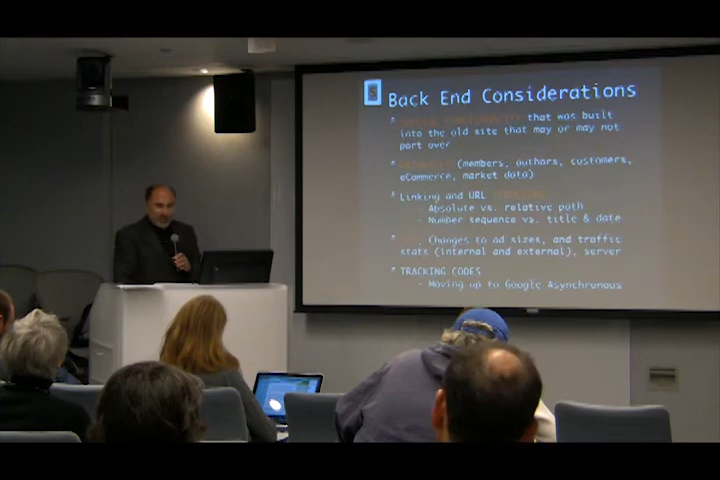 Back End Considerations
* that was built
into the old site that may or may not
port over
* (members, authors, customers,
eCommerce, market data)
* Linking and URL
- Absolute vs. relative path
- Number sequence vs. title & date
* Changes to ad sizes, and traffic
stats (internal and external), server
* TRACKING CODES
- Moving up to Google Asynchronous